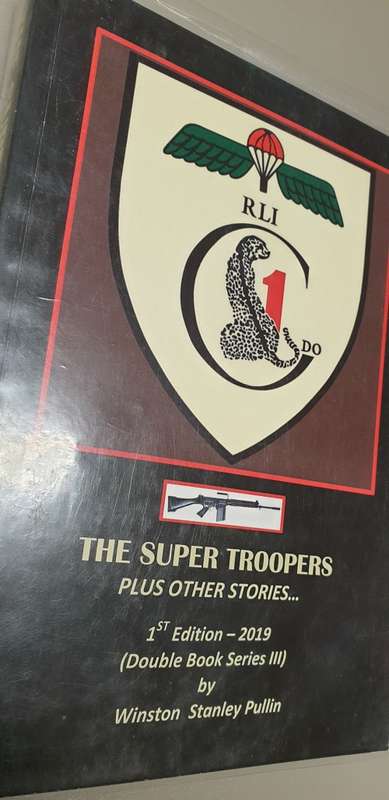 RLI
C 1 DO
THE SUPER TROOPERS
PLUS OTHER STORIES...
1ST Edition – 2019
(Double Book Series III)
by
Winston Stanley Pullin